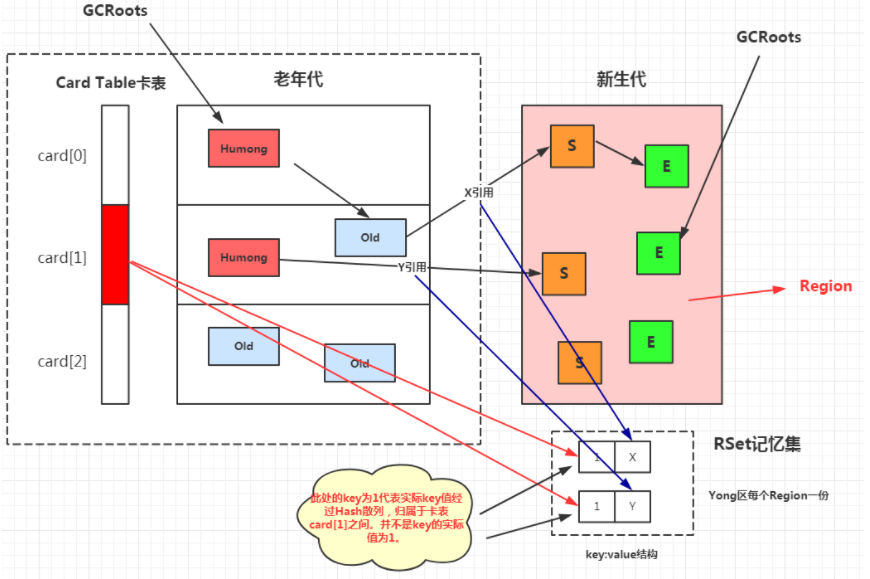 GCRoots
GCRoots
Card Table卡表
老年代
新生代
card[0]
Humong
S
E
X引用
card[1]
Old
Humong
Y引用
S
E
Region
card[2]
Old
Old
S
E
1
X
RSet记忆集
1
Y
Yong区每个Region一份
key:value结构
此处的key为1代表实际key值经
过Hash散列，归属于卡表
card[1]之间。并不是key的实际
值为1。